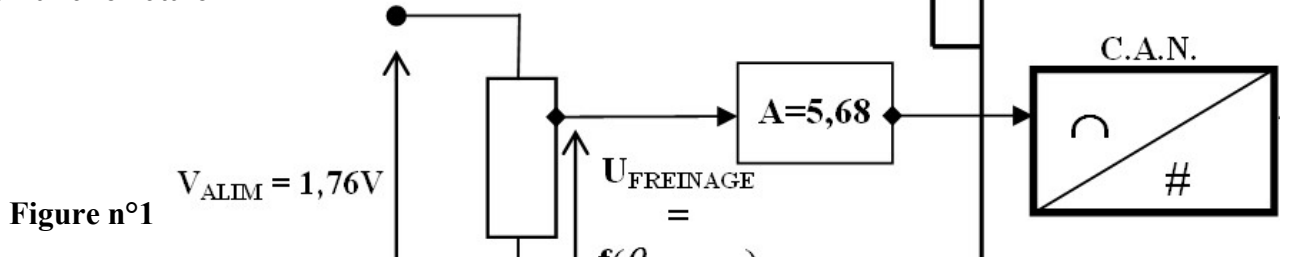 C.A.N.
A=5,68
#
V_ALIM = 1,76V
U_FREINAGE
=
Figure n°1